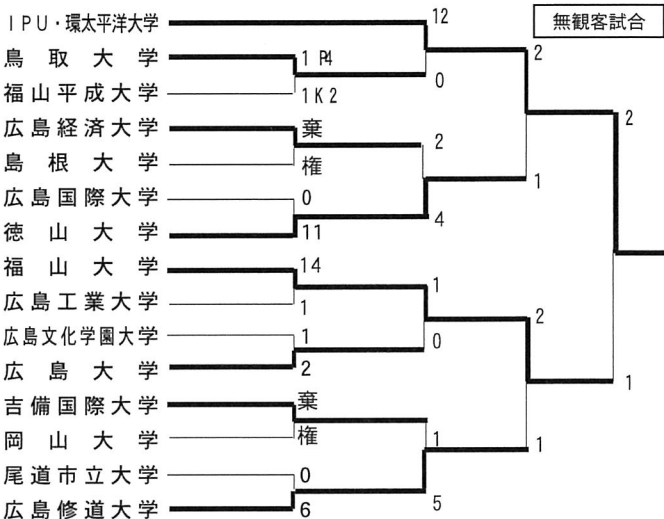 IPU・環太平洋大学 12
無観客試合
鳥取大学 1 P4 2
0
福山平成大学 1 K 2
2
広島経済大学 棄 2
島根大学 権
1
広島国際大学 0
4
徳山大学 11
福山大学 14
1
広島工業大学 1
2
広島文化学園大学 1 0
広島大学 2
1
吉備国際大学 棄
岡山大学 権 1 1
尾道市立大学 0
5
広島修道大学 6